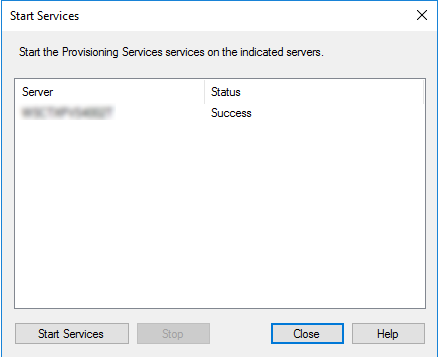 Start Services
Start the Provisioning Services services on the indicated servers.
Server Status
Success
Start Services Stop Close Help